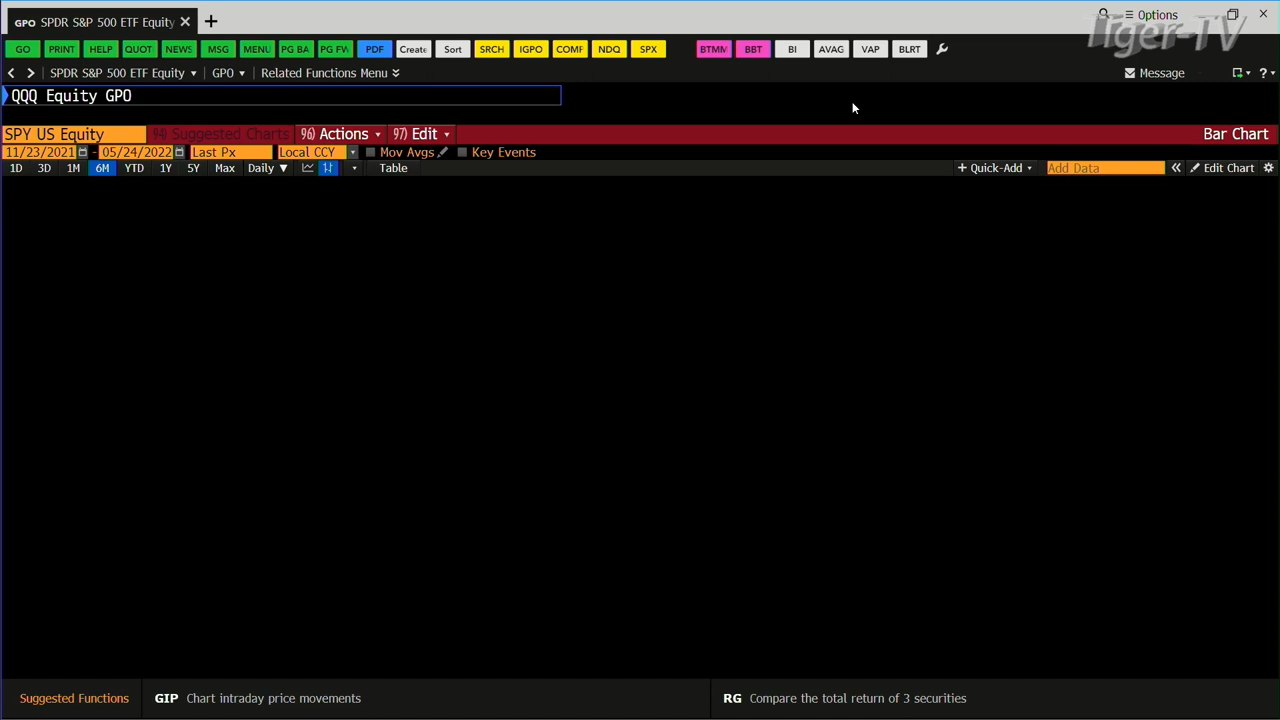 GPO SPDR S&P 500 ETF Equity
Options
Tiger-TV
GO PRINT HELP QUOT NEWS MSG MENU PG BA PG FW PDF Create Sort SRCH IGPO COMF NDQ SPX BTMM BBT BI AVAG VAP BLRT
SPDR S&P 500 ETF Equity GPO Related Functions Menu Message ?
QQQ Equity GPO
SPY US Equity 94) Suggested Charts 96) Actions 97) Edit Bar Chart
11/23/2021 - 05/24/2022 Last Px Local CCY Mov Avgs Key Events
1D 3D 1M 6M YTD 1Y 5Y Max Daily Table + Quick-Add Add Data « Edit Chart
Suggested Functions GIP Chart intraday price movements RG Compare the total return of 3 securities